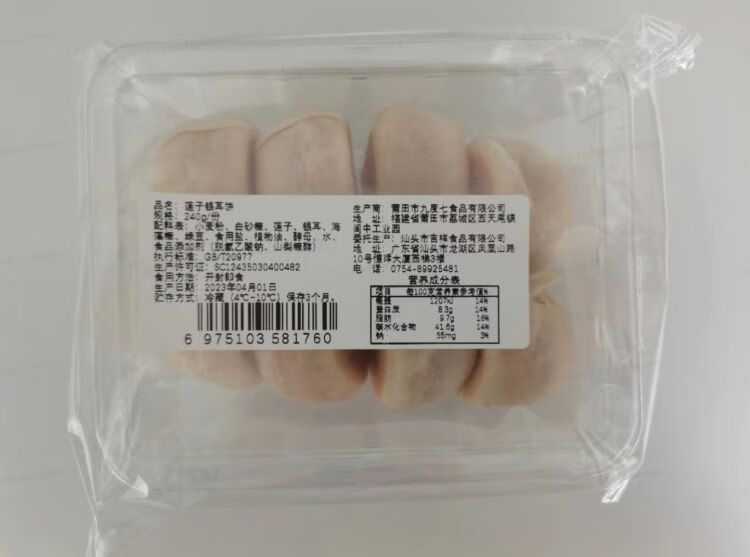 品名：莲子银耳饼
规格：240g/份
配料表：小麦粉、白砂糖、莲子、银耳、海
藻糖、绿豆、食用盐、植物油、酵母、水、
食品添加剂（脱氢乙酸钠、山梨糖醇）
执行标准：GB/T20977
生产许可证：SC12435030400482
食用方法：开封即食
生产日期：2023年04月01日
贮存方式：冷藏（4℃~10℃）保存3个月。
6 975103 581760
生产商：莆田市九度七食品有限公司
地 址：福建省莆田市荔城区西天尾镇
闽中工业园
委托生产：汕头市吉祥食品有限公司
地 址：广东省汕头市龙湖区凤凰山路
10号恒泽大厦西梯3楼
电 话：0754-89925481
营养成分表
项目 每100克营养素参考值%
能量 1207kJ 14%
蛋白质 8.3g 14%
脂肪 9.7g 16%
碳水化合物 41.6g 14%
钠 55mg 3%